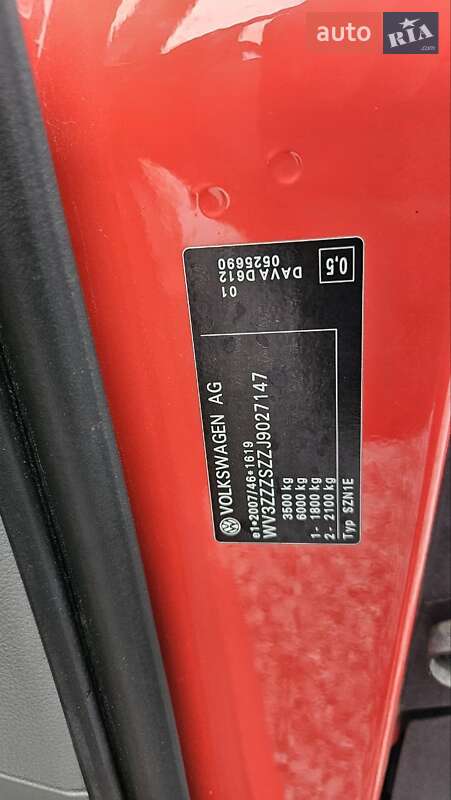 auto RIA
.com
VOLKSWAGEN AG
e1*2007/46*1619
WV3ZZZSZZJ9027147
3500 kg
6000 kg
1.- 1800 kg
2.- 2100 kg
Typ SZN1E
01
DAVA D612
0525690
0,5